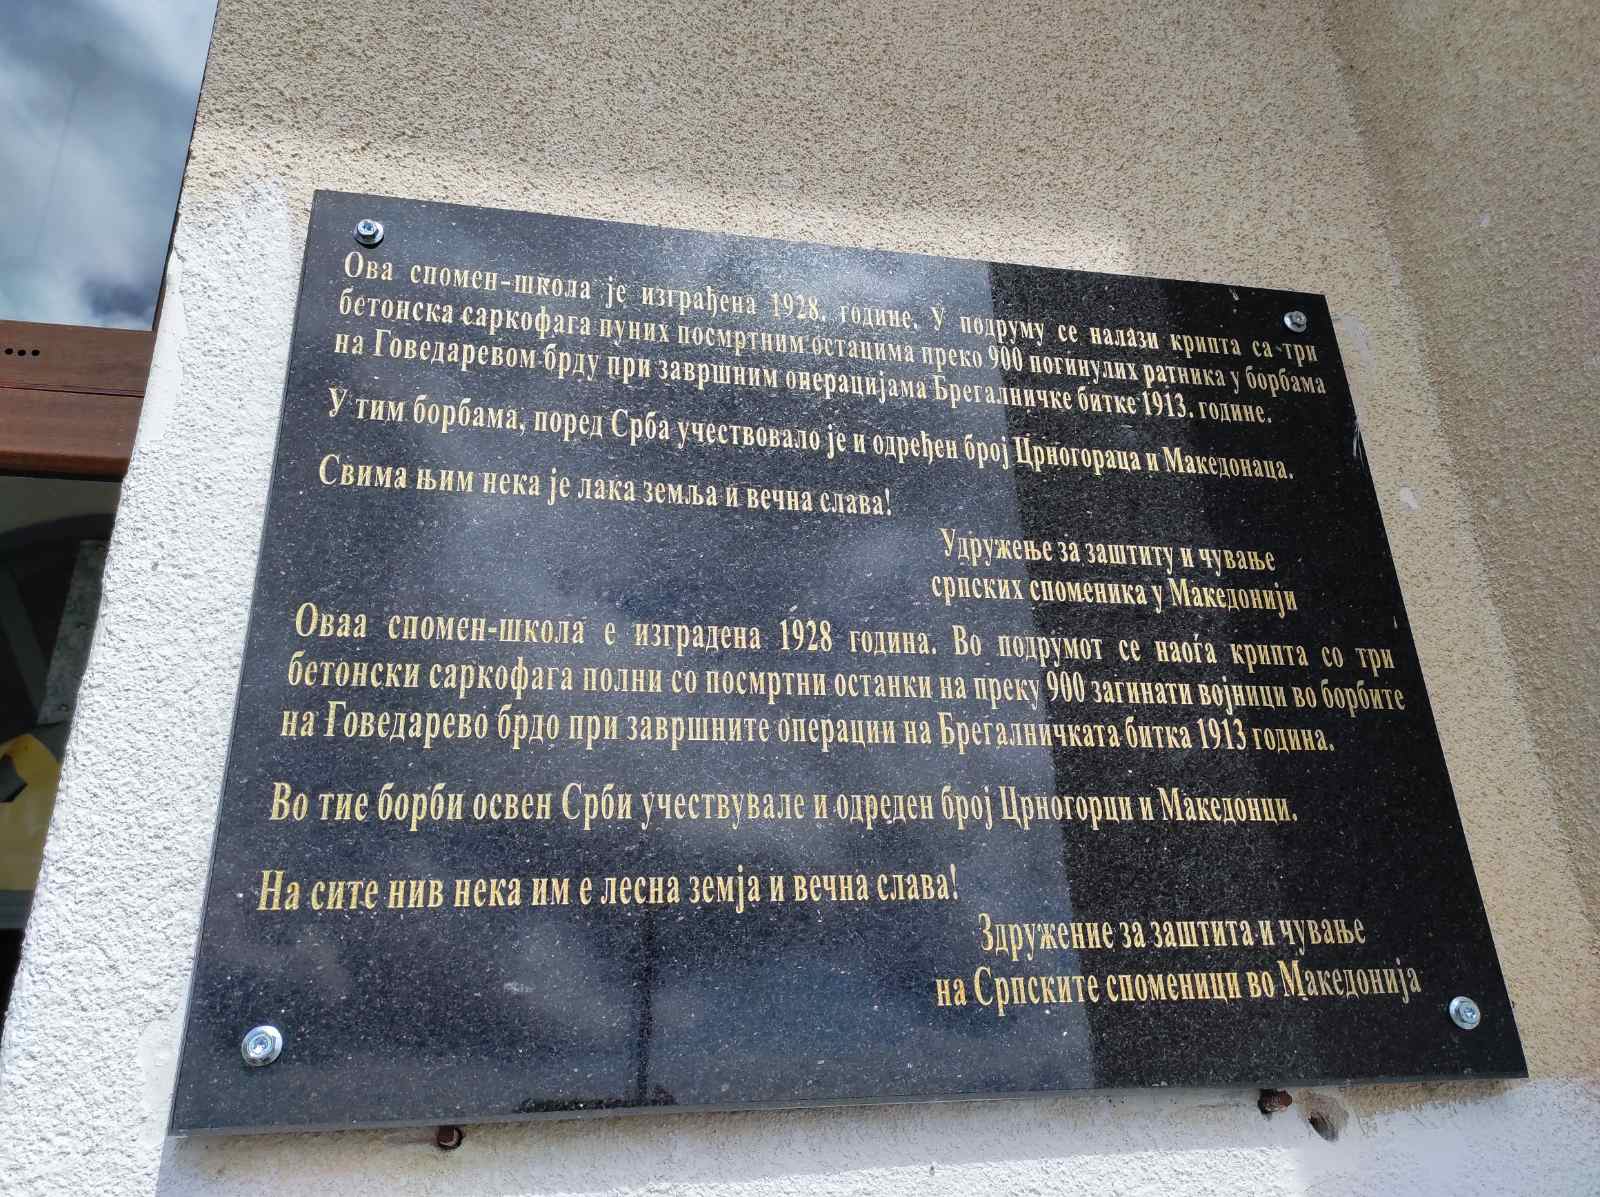 Ова спомен-школа је изграђена 1928. године. У подруму се налази крипта са три
бетонска саркофага пуних посмртним остацима преко 900 погинулих ратника у борбама
на Говедаревом брду при завршним операцијама Брегалничке битке 1913. године.
У тим борбама, поред Срба учествовало је и одређен број Црногораца и Македонаца.
Свима њим нека је лака земља и вечна слава!
Удружење за заштиту и чување
српских споменика у Македонији
Оваа спомен-школа е изградена 1928 година. Во подрумот се наоѓа крипта со три
бетонски саркофага полни со посмртни останки на преку 900 загинати војници во борбите
на Говедарево брдо при завршните операции на Брегалничката битка 1913 година.
Во тие борби освен Срби учествувале и одреден број Црногорци и Македонци.
На сите нив нека им е лесна земја и вечна слава!
Здружение за заштита и чување
на Српските споменици во Македонија